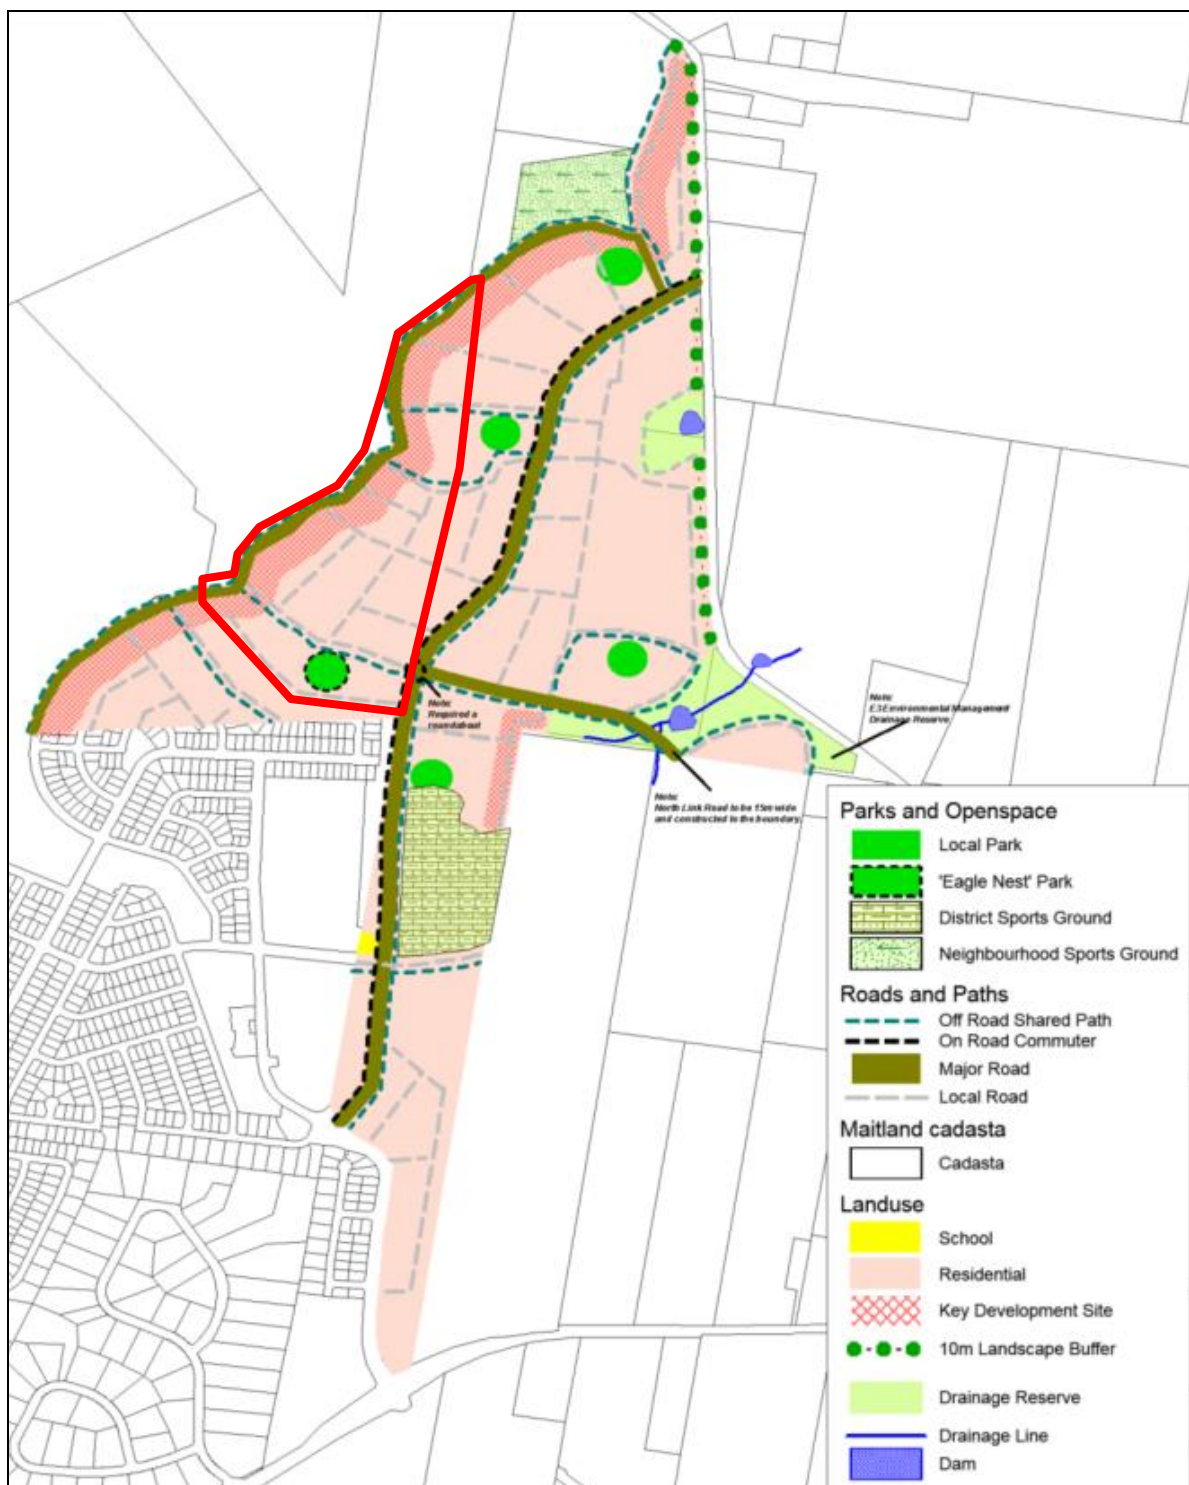 Note:
Required a
roundabout
Note:
E3 Environmental Management
Drainage Reserve
Note:
North Link Road to be 15m wide
and constructed to the boundary.
Parks and Openspace
Local Park
'Eagle Nest' Park
District Sports Ground
Neighbourhood Sports Ground
Roads and Paths
Off Road Shared Path
On Road Commuter
Major Road
Local Road
Maitland cadasta
Cadasta
Landuse
School
Residential
Key Development Site
10m Landscape Buffer
Drainage Reserve
Drainage Line
Dam